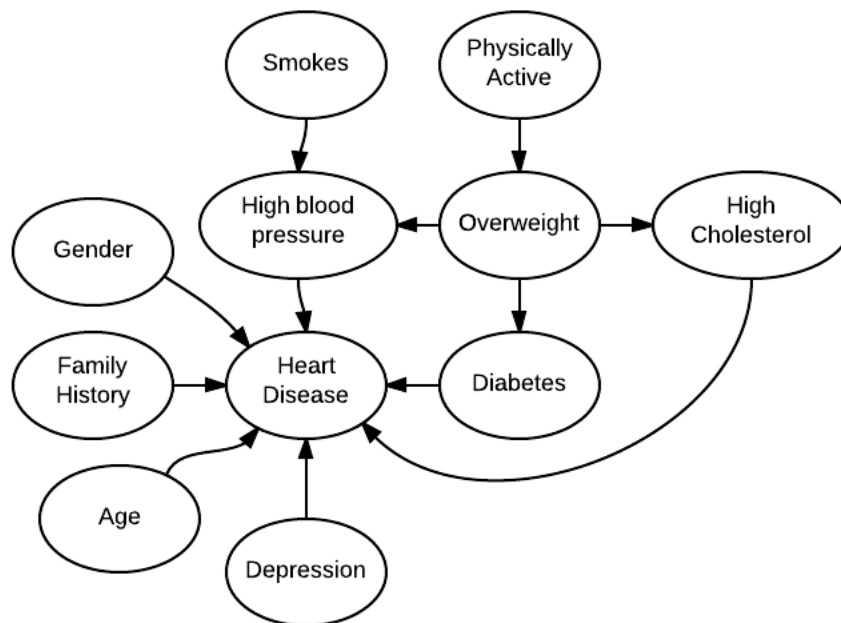 Smokes
Physically
Active
High blood
pressure
Overweight
High
Cholesterol
Gender
Family
History
Heart
Disease
Diabetes
Age
Depression